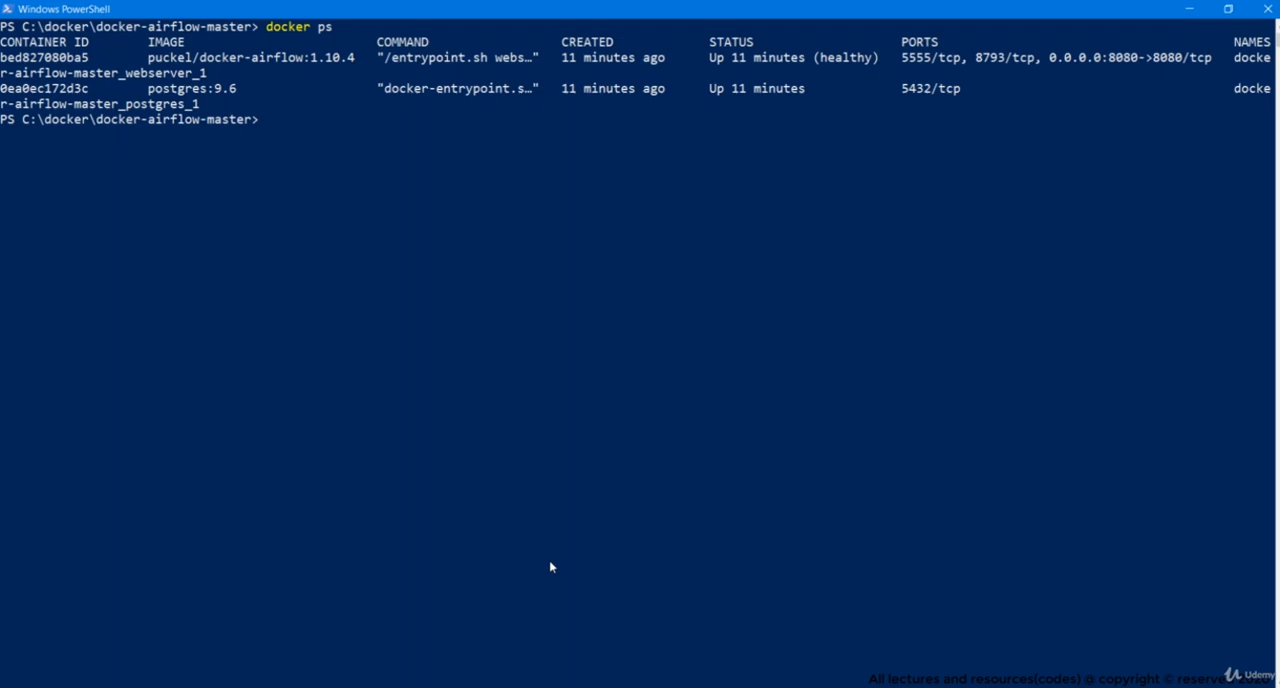 Windows PowerShell
PS C:\docker\docker-airflow-master> docker ps
CONTAINER ID IMAGE COMMAND CREATED STATUS PORTS NAMES
bed827080ba5 puckel/docker-airflow:1.10.4 "/entrypoint.sh webs…" 11 minutes ago Up 11 minutes (healthy) 5555/tcp, 8793/tcp, 0.0.0.0:8080->8080/tcp docke
r-airflow-master_webserver_1
0ea0ec172d3c postgres:9.6 "docker-entrypoint.s…" 11 minutes ago Up 11 minutes 5432/tcp docke
r-airflow-master_postgres_1
PS C:\docker\docker-airflow-master>
All lectures and resources(codes) @ copyright © reserve
Udemy